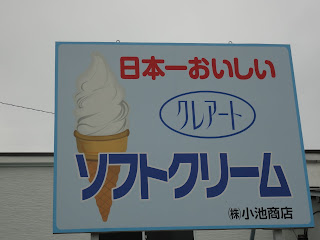 日本一おいしい
クレアート
ソフトクリーム
㈱小池商店